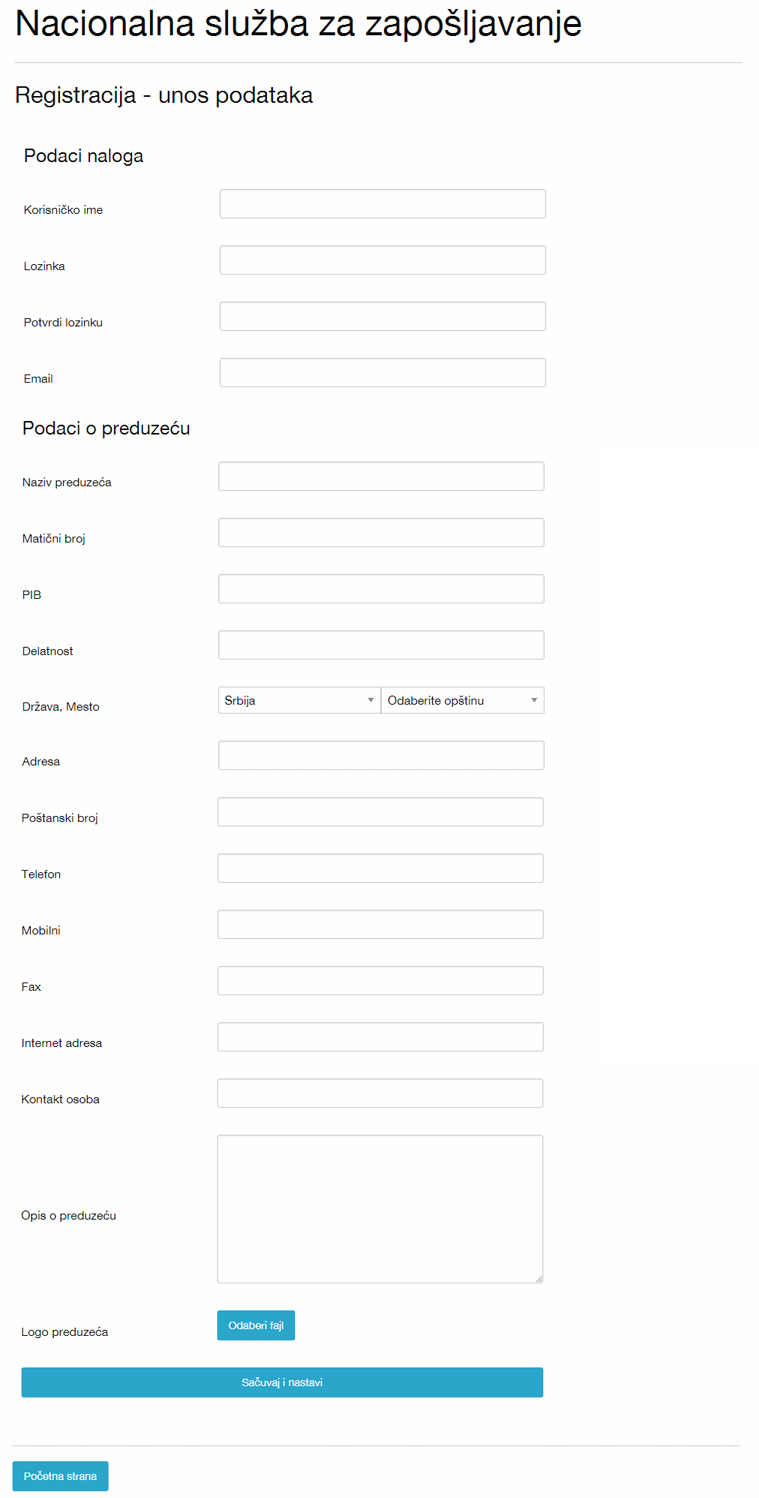 Nacionalna služba za zapošljavanje
Registracija - unos podataka
Podaci naloga
Korisničko ime
Lozinka
Potvrdi lozinku
Email
Podaci o preduzeću
Naziv preduzeća
Matični broj
PIB
Delatnost
Država, Mesto Srbija Odaberite opštinu
Adresa
Poštanski broj
Telefon
Mobilni
Fax
Internet adresa
Kontakt osoba
Opis o preduzeću
Logo preduzeća Odaberi fajl
Sačuvaj i nastavi
Početna strana